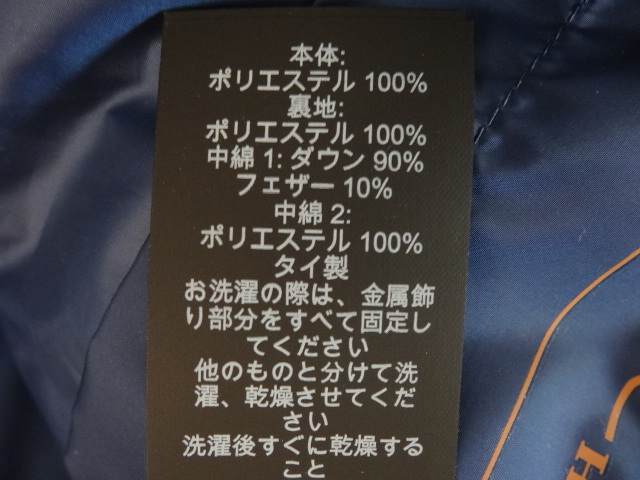 本体:
ポリエステル 100%
裏地:
ポリエステル 100%
中綿 1: ダウン 90%
フェザー 10%
中綿 2:
ポリエステル 100%
タイ製
お洗濯の際は、金属飾
り部分をすべて固定し
てください
他のものと分けて洗
濯、乾燥させてくだ
さい
洗濯後すぐに乾燥する
こと
H